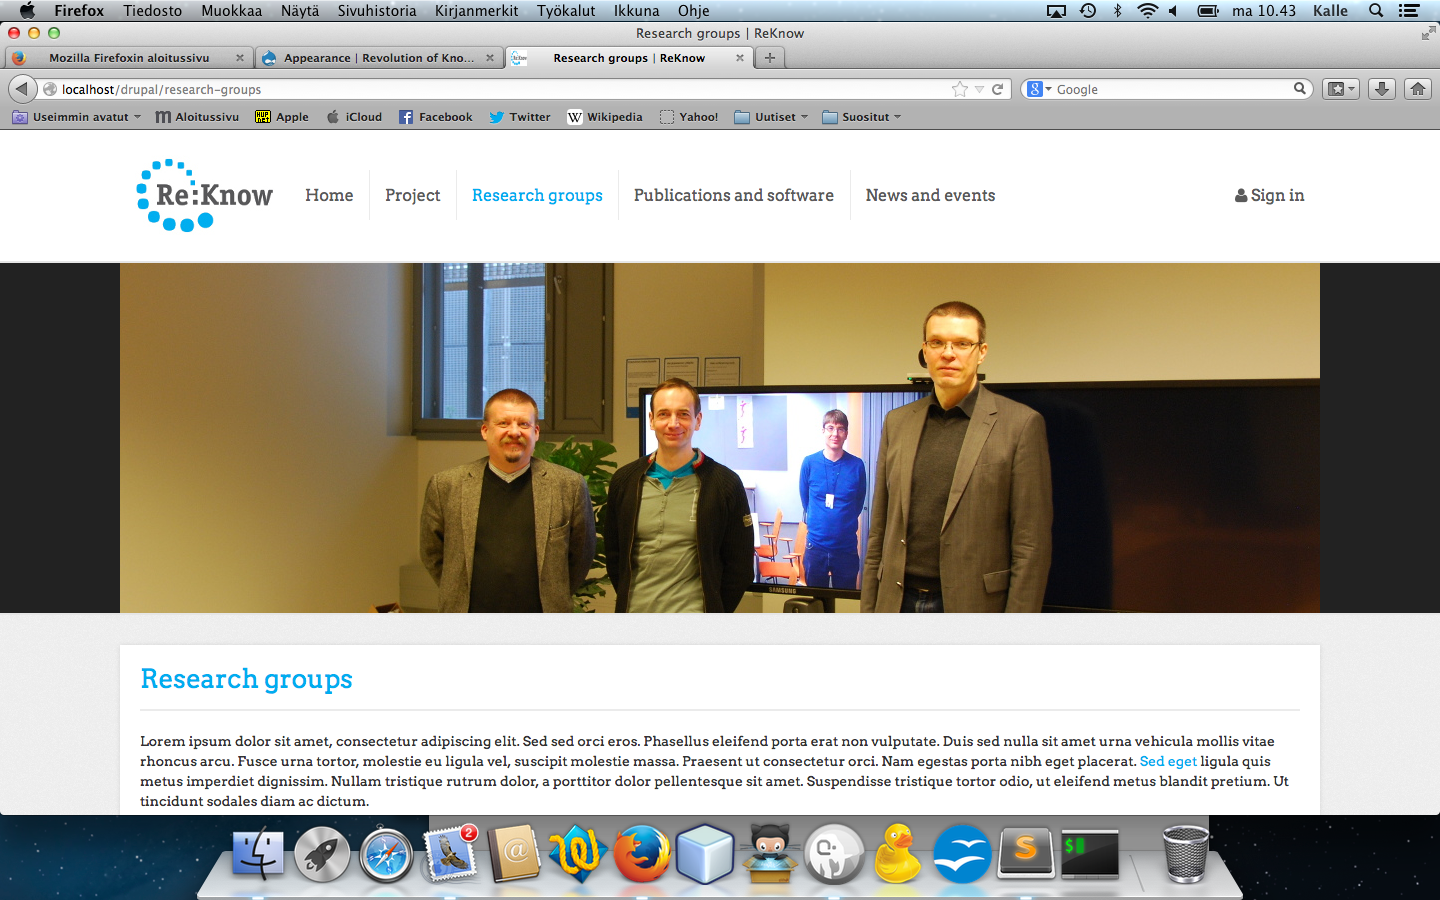 Firefox Tiedosto Muokkaa Näytä Sivuhistoria Kirjanmerkit Työkalut Ikkuna Ohje ma 10.43 Kalle
Research groups | ReKnow
Mozilla Firefoxin aloitussivu Appearance | Revolution of Kno... Research groups | ReKnow
localhost/drupal/research-groups Google
Useimmin avatut Aloitussivu Apple iCloud Facebook Twitter Wikipedia Yahoo! Uutiset Suositut
Re:Know Home Project Research groups Publications and software News and events Sign in
SAMSUNG
Research groups
Lorem ipsum dolor sit amet, consectetur adipiscing elit. Sed sed orci eros. Phasellus eleifend porta erat non vulputate. Duis sed nulla sit amet urna vehicula mollis vitae
rhoncus arcu. Fusce urna tortor, molestie eu ligula vel, suscipit molestie massa. Praesent ut consectetur orci. Nam egestas porta nibh eget placerat. Sed eget ligula quis
metus imperdiet dignissim. Nullam tristique rutrum dolor, a porttitor dolor pellentesque sit amet. Suspendisse tristique tortor odio, ut eleifend metus blandit pretium. Ut
tincidunt sodales diam ac dictum.
2